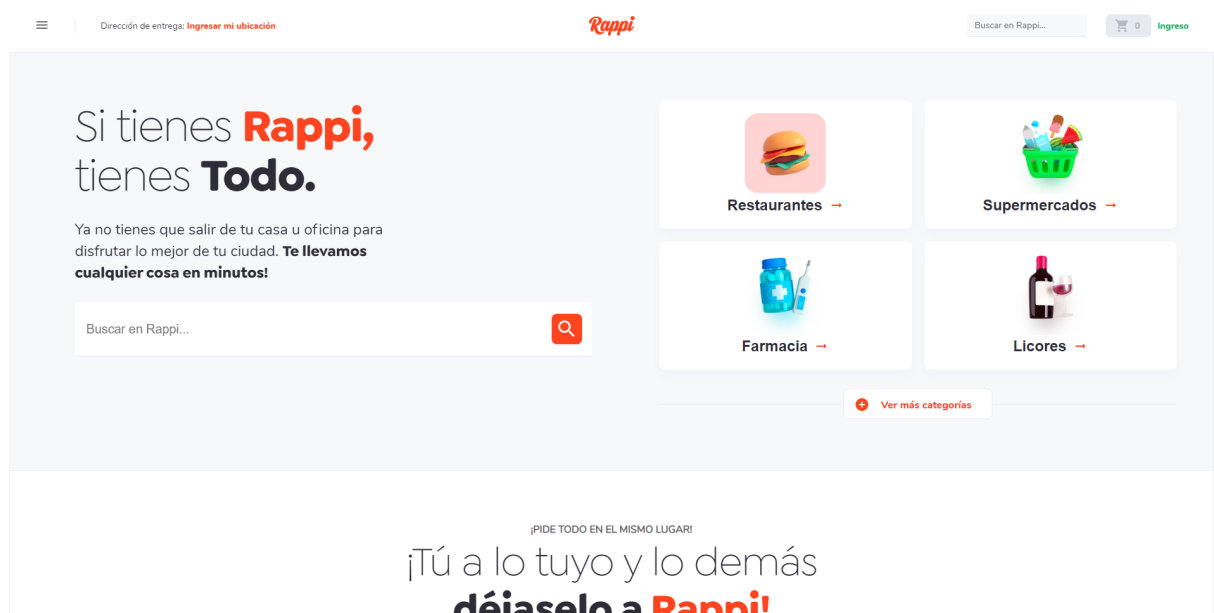 Dirección de entrega: Ingresar mi ubicación
Rappi
Buscar en Rappi...
0
Ingreso
Si tienes Rappi,
tienes Todo.
Ya no tienes que salir de tu casa u oficina para
disfrutar lo mejor de tu ciudad. Te llevamos
cualquier cosa en minutos!
Buscar en Rappi...
Restaurantes →
Supermercados →
Farmacia →
Licores →
Ver más categorías
¡PIDE TODO EN EL MISMO LUGAR!
¡Tú a lo tuyo y lo demás
déjaselo a Rappi!